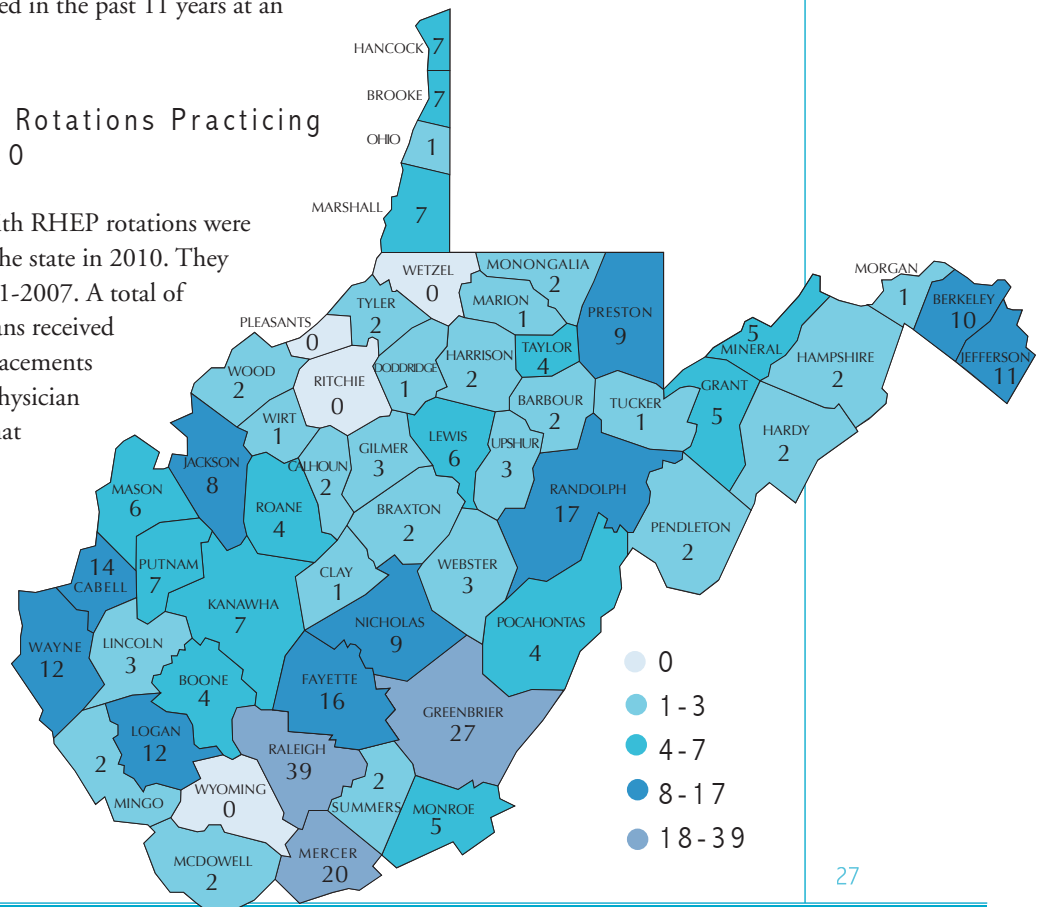 ed in the past 11 years at an
Rotations Practicing
0
th RHEP rotations were
he state in 2010. They
1-2007. A total of
ans received
acements
hysician
at
HANCOCK 7
BROOKE 7
OHIO 1
MARSHALL 7
WETZEL
0
MONONGALIA
2
MARION
1
TYLER
2
PLEASANTS
0
PRESTON
9
MORGAN
1
BERKELEY
10
JEFFERSON
11
5
MINERAL
HAMPSHIRE
2
WOOD
2
RITCHIE
0
DODDRIDGE
1
HARRISON
2
TAYLOR
4
BARBOUR
2
TUCKER
1
GRANT
5
HARDY
2
WIRT
1
JACKSON
8
CALHOUN
2
GILMER
3
LEWIS
6
UPSHUR
3
RANDOLPH
17
PENDLETON
2
MASON
6
ROANE
4
BRAXTON
2
WEBSTER
3
14
CABELL
PUTNAM
7
KANAWHA
7
CLAY
1
NICHOLAS
9
POCAHONTAS
4
WAYNE
12
LINCOLN
3
BOONE
4
FAYETTE
16
GREENBRIER
27
LOGAN
12
2
MINGO
WYOMING
0
RALEIGH
39
2
SUMMERS
MONROE
5
MCDOWELL
2
MERCER
20
0
1-3
4-7
8-17
18-39
27